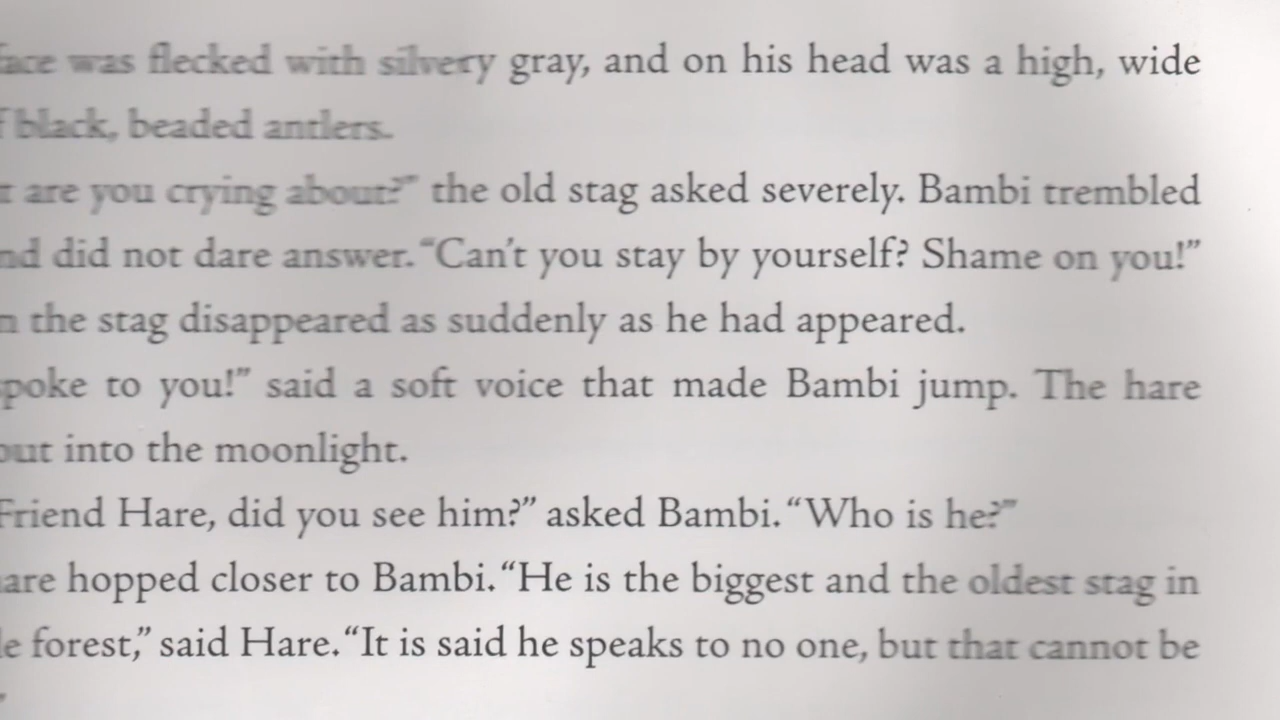 face was flecked with silvery gray, and on his head was a high, wide
f black, beaded antlers.
t are you crying about?” the old stag asked severely. Bambi trembled
nd did not dare answer. “Can’t you stay by yourself? Shame on you!”
n the stag disappeared as suddenly as he had appeared.
poke to you!” said a soft voice that made Bambi jump. The hare
out into the moonlight.
Friend Hare, did you see him?” asked Bambi. “Who is he?”
are hopped closer to Bambi. “He is the biggest and the oldest stag in
le forest,” said Hare. “It is said he speaks to no one, but that cannot be